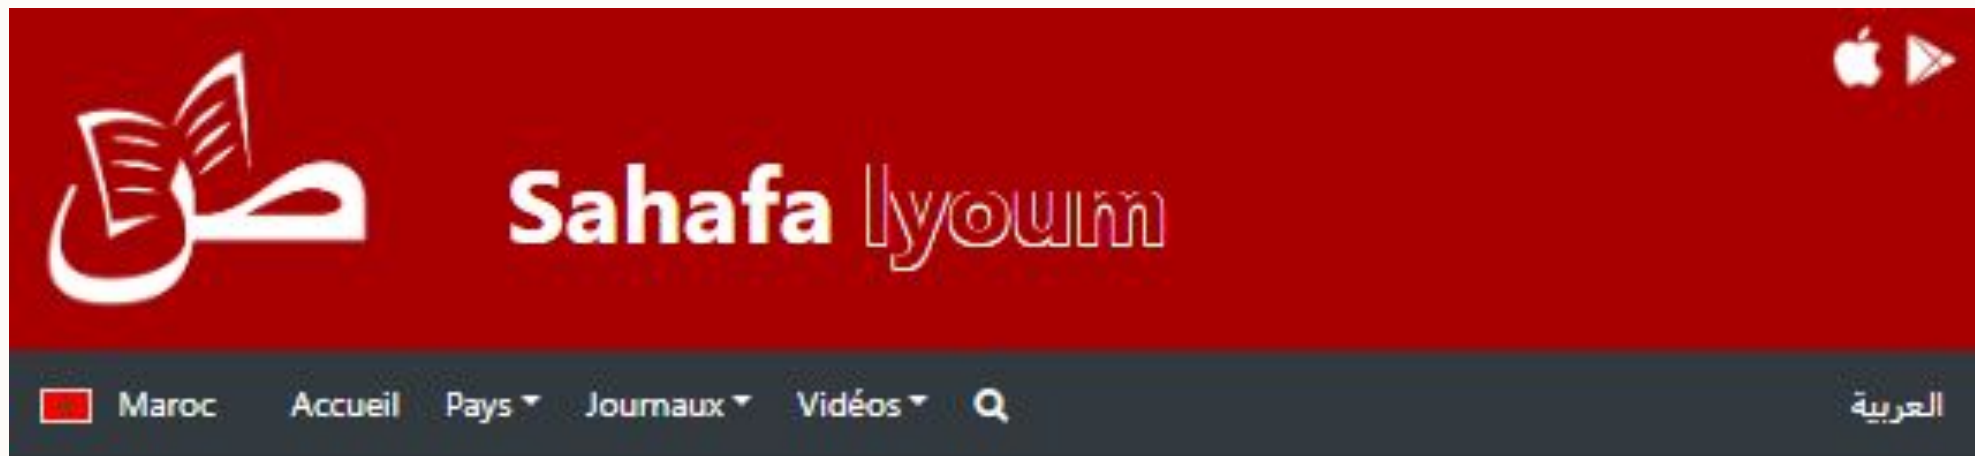 ص
Sahafa lyoum
Maroc Accueil Pays Journaux Vidéos العربية